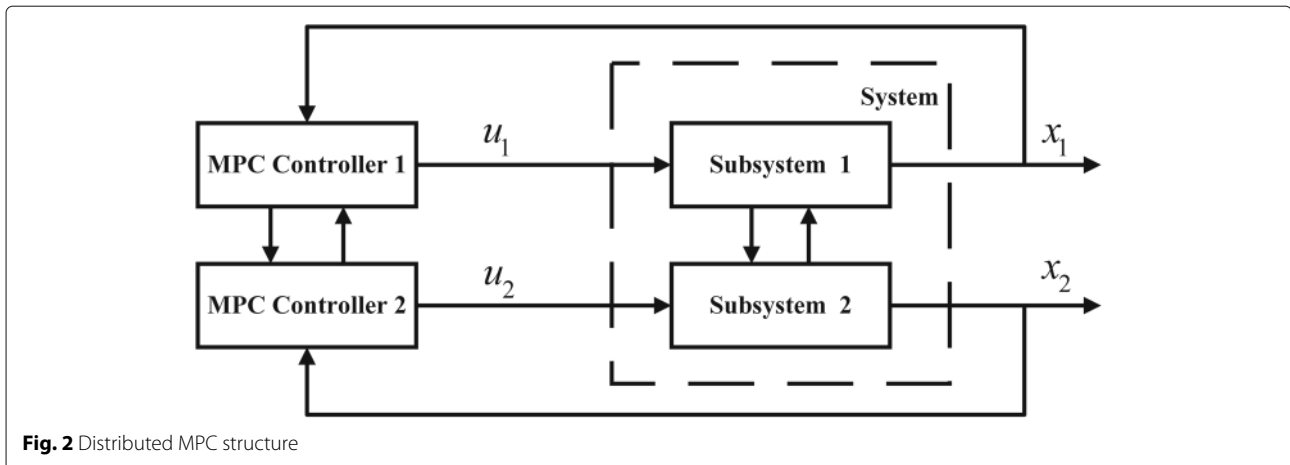 System
MPC Controller 1
u₁
Subsystem 1
x₁
MPC Controller 2
u₂
Subsystem 2
x₂
Fig. 2 Distributed MPC structure